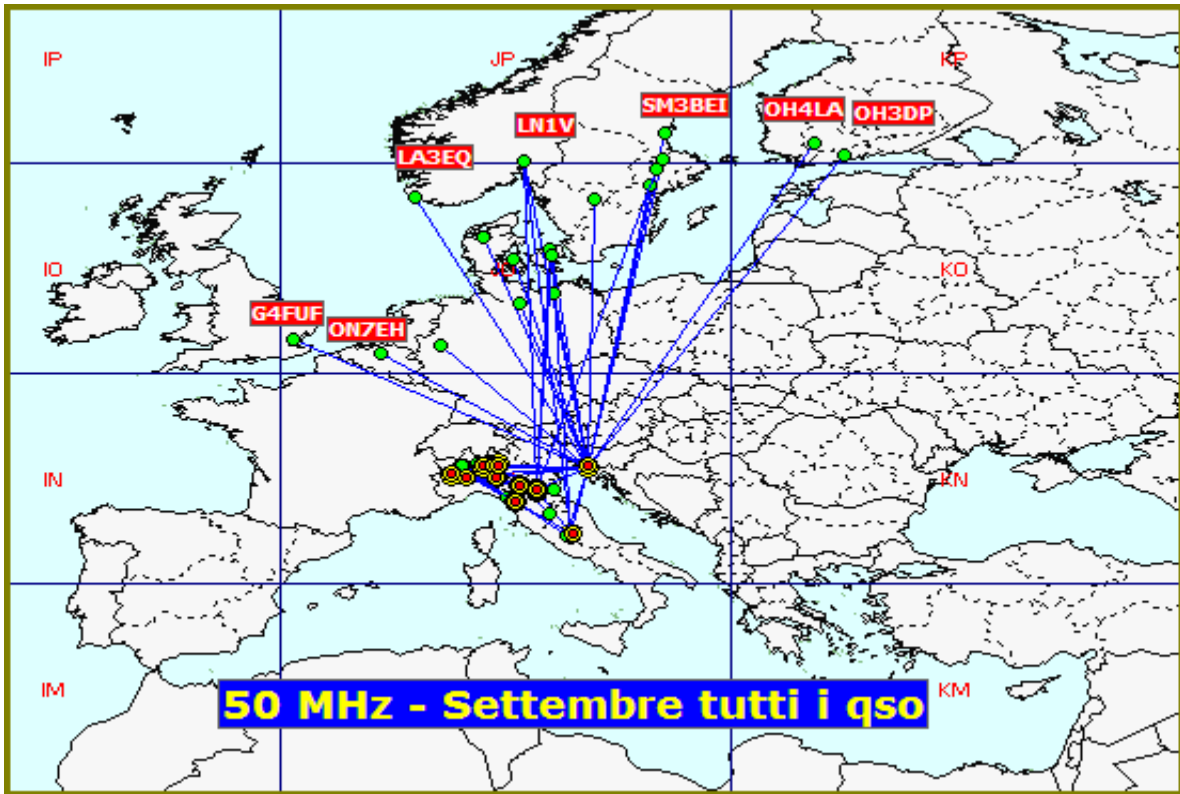 IP
JP
KP
SM3BEI
OH4LA
OH3DP
LN1V
LA3EQ
IO
KO
G4FUF
ON7EH
IN
KN
IM
50 MHz - Settembre tutti i qso
KM